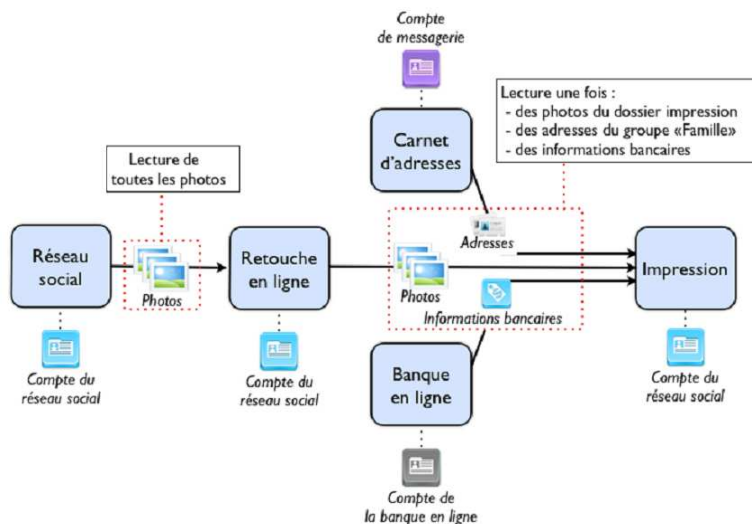 Compte
de messagerie
Lecture une fois :
- des photos du dossier impression
- des adresses du groupe «Famille»
- des informations bancaires
Carnet
d'adresses
Lecture de
toutes les photos
Adresses
Réseau
social
Photos
Retouche
en ligne
Photos
Informations bancaires
Impression
Compte du
réseau social
Compte du
réseau social
Banque
en ligne
Compte du
réseau social
Compte de
la banque en ligne